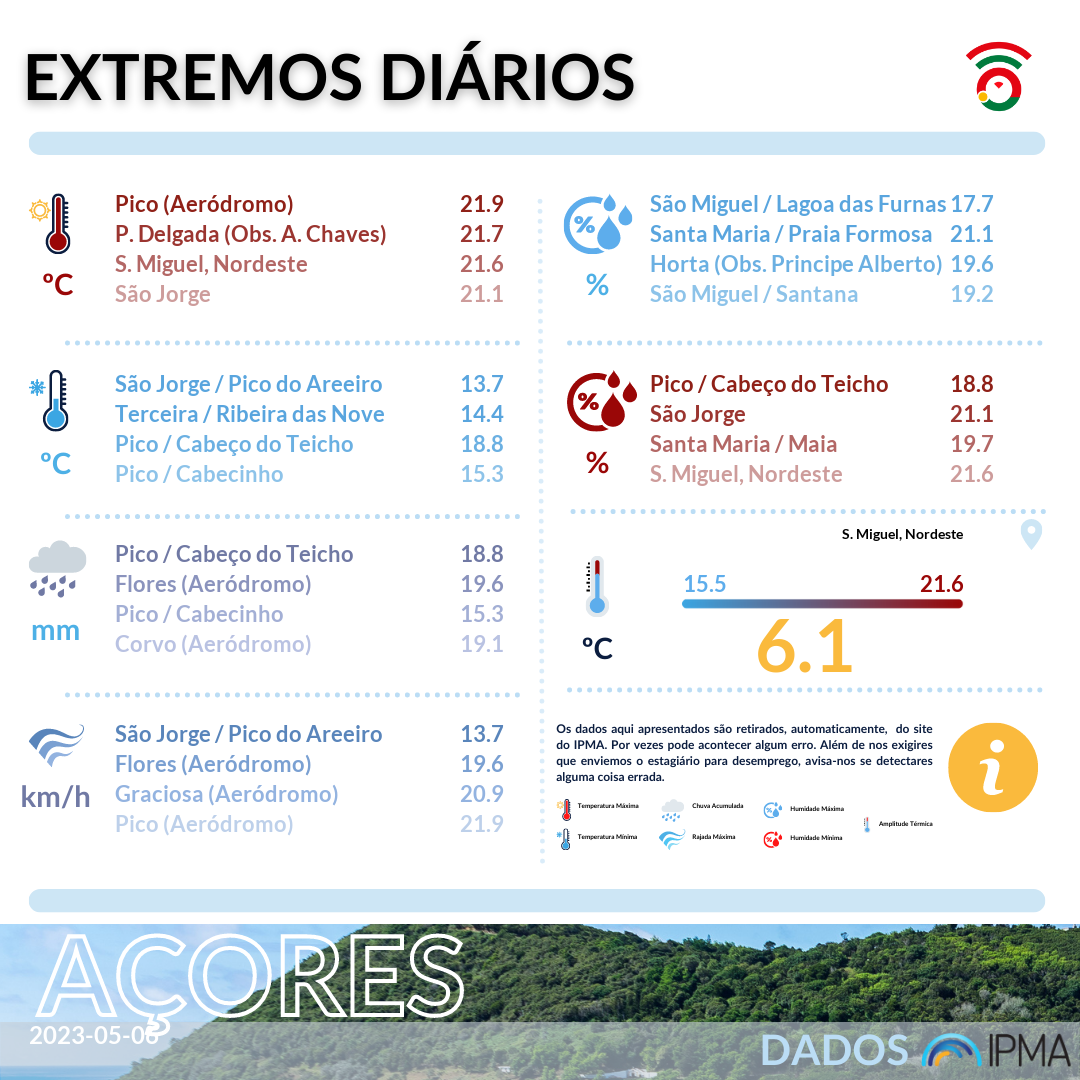 EXTREMOS DIÁRIOS
Pico (Aeródromo) 21.9
P. Delgada (Obs. A. Chaves) 21.7
S. Miguel, Nordeste 21.6
São Jorge 21.1
ºC
São Jorge / Pico do Areeiro 13.7
Terceira / Ribeira das Nove 14.4
Pico / Cabeço do Teicho 18.8
Pico / Cabecinho 15.3
ºC
Pico / Cabeço do Teicho 18.8
Flores (Aeródromo) 19.6
Pico / Cabecinho 15.3
Corvo (Aeródromo) 19.1
mm
São Jorge / Pico do Areeiro 13.7
Flores (Aeródromo) 19.6
Graciosa (Aeródromo) 20.9
Pico (Aeródromo) 21.9
km/h
%
São Miguel / Lagoa das Furnas 17.7
Santa Maria / Praia Formosa 21.1
Horta (Obs. Principe Alberto) 19.6
São Miguel / Santana 19.2
%
%
Pico / Cabeço do Teicho 18.8
São Jorge 21.1
Santa Maria / Maia 19.7
S. Miguel, Nordeste 21.6
%
S. Miguel, Nordeste
15.5 21.6
6.1
ºC
Os dados aqui apresentados são retirados, automaticamente, do site
do IPMA. Por vezes pode acontecer algum erro. Além de nos exigires
que enviemos o estagiário para desemprego, avisa-nos se detectares
alguma coisa errada.
i
Temperatura Máxima Chuva Acumulada Humidade Máxima
Amplitude Térmica
Temperatura Mínima Rajada Máxima Humidade Mínima
AÇORES
2023-05-06
DADOS IPMA